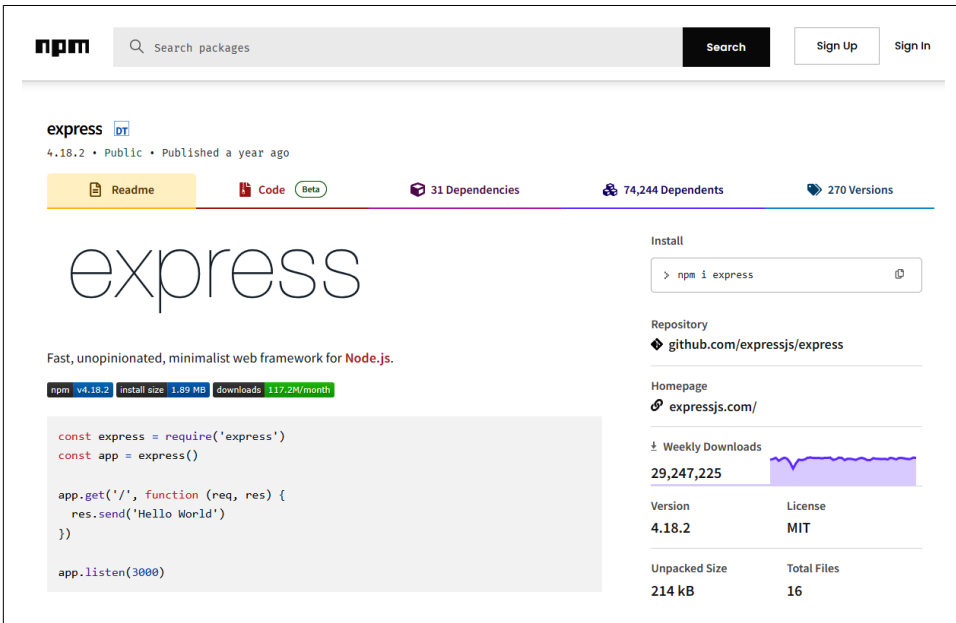 npm
Search packages
Search
Sign Up
Sign In
express DT
4.18.2 • Public • Published a year ago
Readme
Code Beta
31 Dependencies
74,244 Dependents
270 Versions
express
Fast, unopinionated, minimalist web framework for Node.js.
npm v4.18.2 install size 1.89 MB downloads 117.2M/month
const express = require('express')
const app = express()
app.get('/', function (req, res) {
  res.send('Hello World')
})
app.listen(3000)
Install
> npm i express
Repository
github.com/expressjs/express
Homepage
expressjs.com/
Weekly Downloads
29,247,225
Version
4.18.2
License
MIT
Unpacked Size
214 kB
Total Files
16